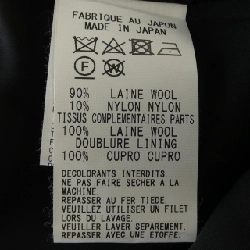 FABRIQUE AU JAPON
MADE IN JAPAN
90% LAINE WOOL
10% NYLON NYLON
TISSUS COMPLEMENTAIRES PARTS
100% LAINE WOOL
DOUBLURE LINING
100% CUPRO CUPRO
DECOLORANTS INTERDITS
NE PAS FAIRE SECHER A LA
MACHINE.
REPASSER AU FER TIEDE.
VEUILLEZ UTILISER UN FILET
LORS DU LAVAGE.
VEUILLER LAVER SEPAREMENT.
REPASSER AVEC UNE ETOFFE.